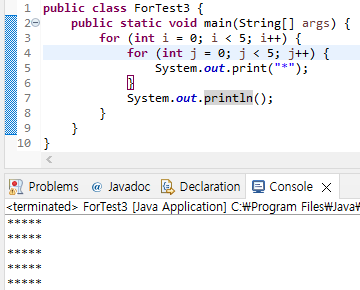 1 public class ForTest3 {
2 public static void main(String[] args) {
3 for (int i = 0; i < 5; i++) {
4 for (int j = 0; j < 5; j++) {
5 System.out.print("*");
6 }
7 System.out.println();
8 }
9 }
10 }
Problems @ Javadoc Declaration Console
<terminated> ForTest3 [Java Application] C:₩Program Files₩Java₩
*****
*****
*****
*****
*****